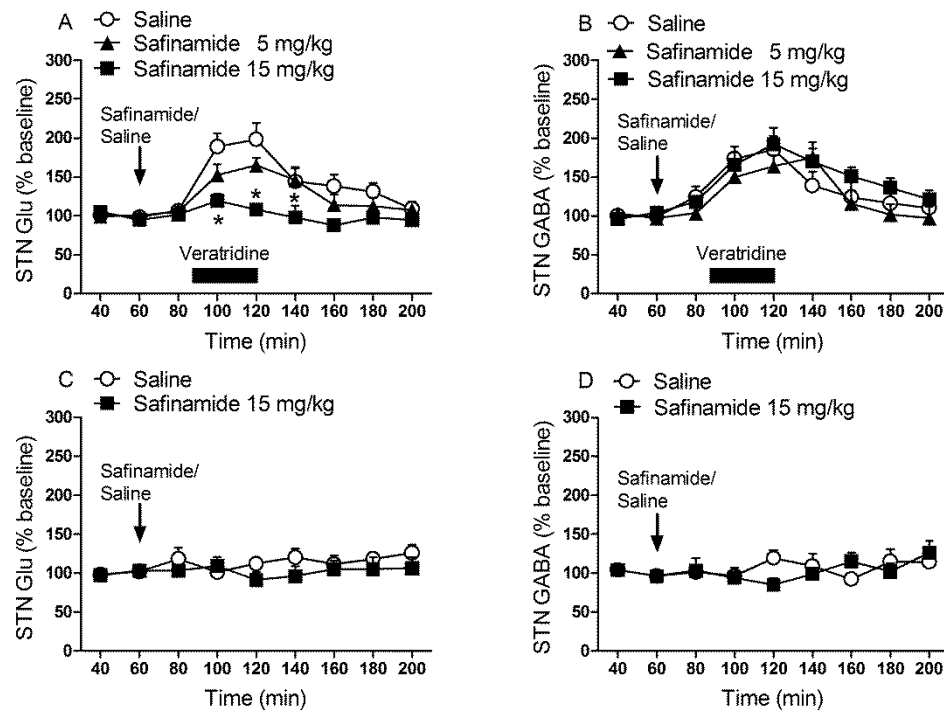 A
Saline
Safinamide 5 mg/kg
Safinamide 15 mg/kg
STN Glu (% baseline)
300
250
200
150
100
50
0
Safinamide/
Saline
*
*
*
Veratridine
40 60 80 100 120 140 160 180 200
Time (min)
B
Saline
Safinamide 5 mg/kg
Safinamide 15 mg/kg
STN GABA (% baseline)
300
250
200
150
100
50
0
Safinamide/
Saline
Veratridine
40 60 80 100 120 140 160 180 200
Time (min)
C
Saline
Safinamide 15 mg/kg
STN Glu (% baseline)
300
250
200
150
100
50
0
Safinamide/
Saline
40 60 80 100 120 140 160 180 200
Time (min)
D
Saline
Safinamide 15 mg/kg
STN GABA (% baseline)
300
250
200
150
100
50
0
Safinamide/
Saline
40 60 80 100 120 140 160 180 200
Time (min)